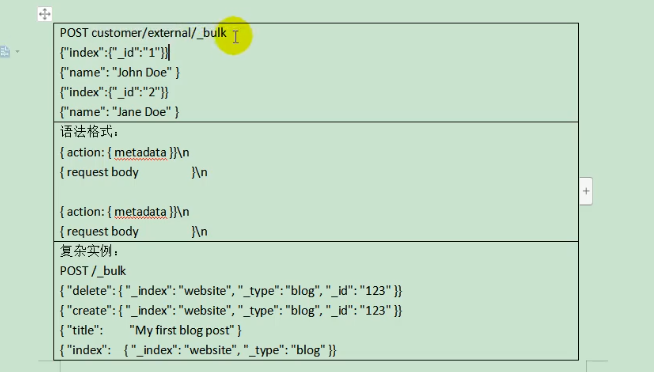 POST customer/external/_bulk
{"index":{"_id":"1"}}
{"name": "John Doe" }
{"index":{"_id":"2"}}
{"name": "Jane Doe" }
语法格式：
{ action: { metadata }}\n
{ request body }\n
{ action: { metadata }}\n
{ request body }\n
复杂实例：
POST /_bulk
{ "delete": { "_index": "website", "_type": "blog", "_id": "123" }}
{ "create": { "_index": "website", "_type": "blog", "_id": "123" }}
{ "title": "My first blog post" }
{ "index": { "_index": "website", "_type": "blog" }}